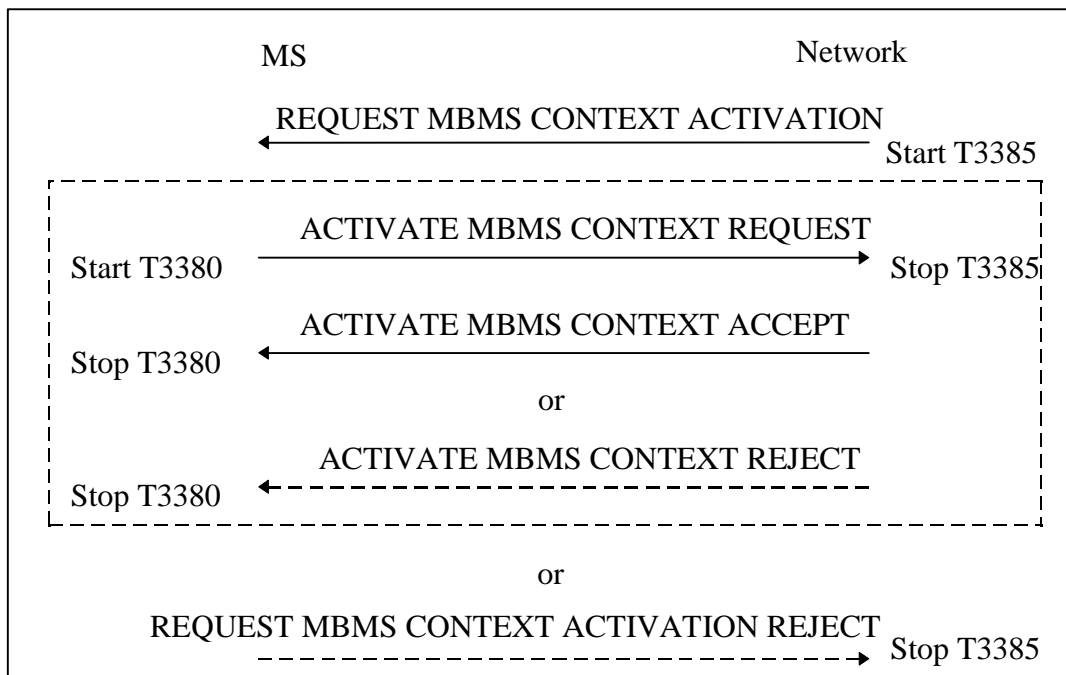 MS Network
REQUEST MBMS CONTEXT ACTIVATION
Start T3385
ACTIVATE MBMS CONTEXT REQUEST
Start T3380 Stop T3385
ACTIVATE MBMS CONTEXT ACCEPT
Stop T3380
or
ACTIVATE MBMS CONTEXT REJECT
Stop T3380
or
REQUEST MBMS CONTEXT ACTIVATION REJECT
Stop T3385